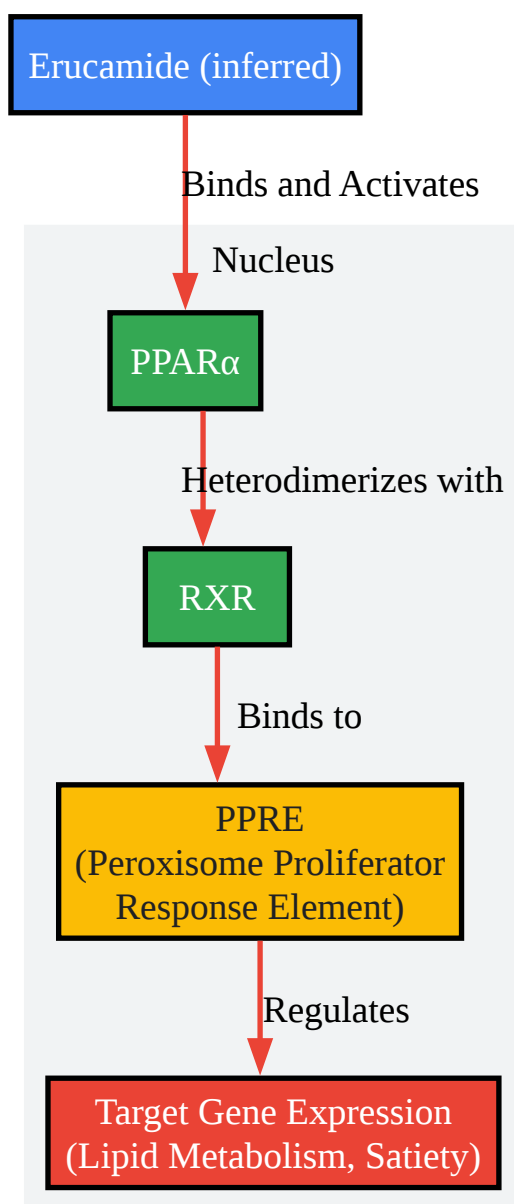 Erucamide (inferred)
Binds and Activates
Nucleus
PPARα
Heterodimerizes with
RXR
Binds to
PPRE
(Peroxisome Proliferator
Response Element)
Regulates
Target Gene Expression
(Lipid Metabolism, Satiety)